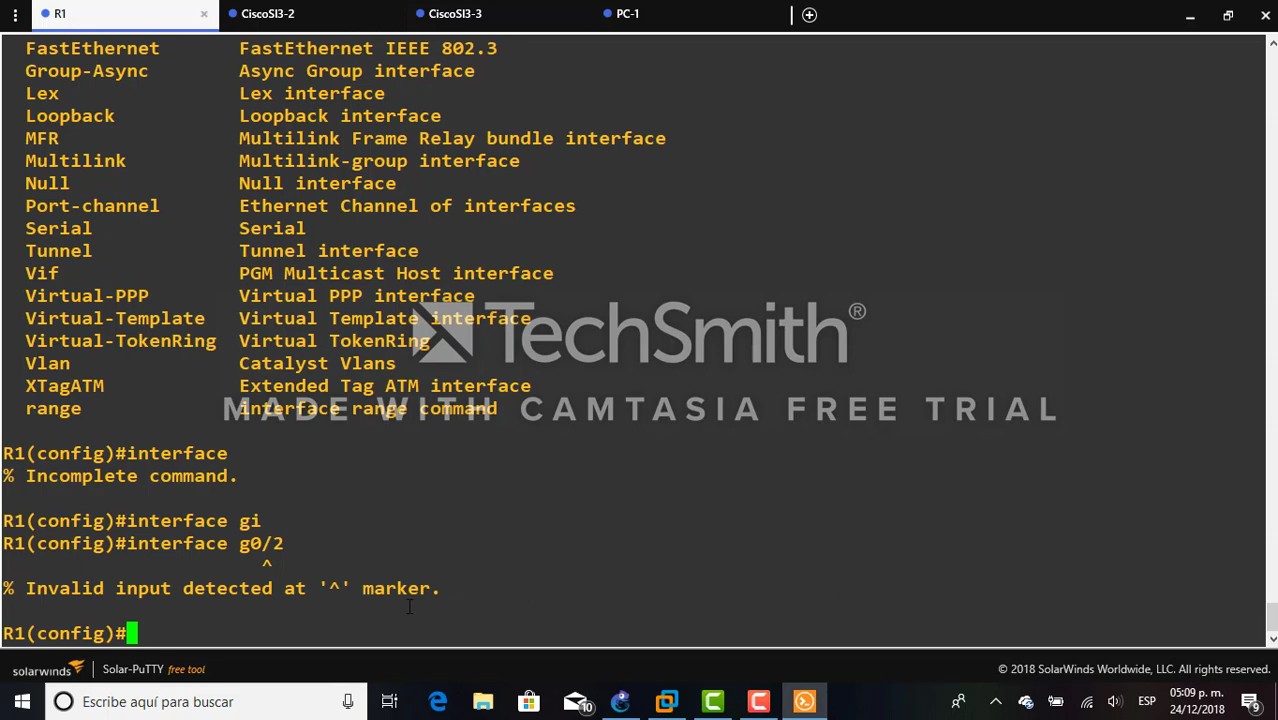 R1 × CiscoSI3-2 CiscoSI3-3 PC-1
FastEthernet FastEthernet IEEE 802.3
Group-Async Async Group interface
Lex Lex interface
Loopback Loopback interface
MFR Multilink Frame Relay bundle interface
Multilink Multilink-group interface
Null Null interface
Port-channel Ethernet Channel of interfaces
Serial Serial
Tunnel Tunnel interface
Vif PGM Multicast Host interface
Virtual-PPP Virtual PPP interface
Virtual-Template Virtual Template interface
Virtual-TokenRing Virtual TokenRing
Vlan Catalyst Vlans
XTagATM Extended Tag ATM interface
range interface range command
TechSmith®
MADE WITH CAMTASIA FREE TRIAL
R1(config)#interface
% Incomplete command.
R1(config)#interface gi
R1(config)#interface g0/2
^
% Invalid input detected at '^' marker.
R1(config)#
solarwinds Solar-PuTTY free tool © 2018 SolarWinds Worldwide, LLC. All rights reserved.
Escribe aquí para buscar 10 ESP 05:09 p. m.
24/12/2018 9